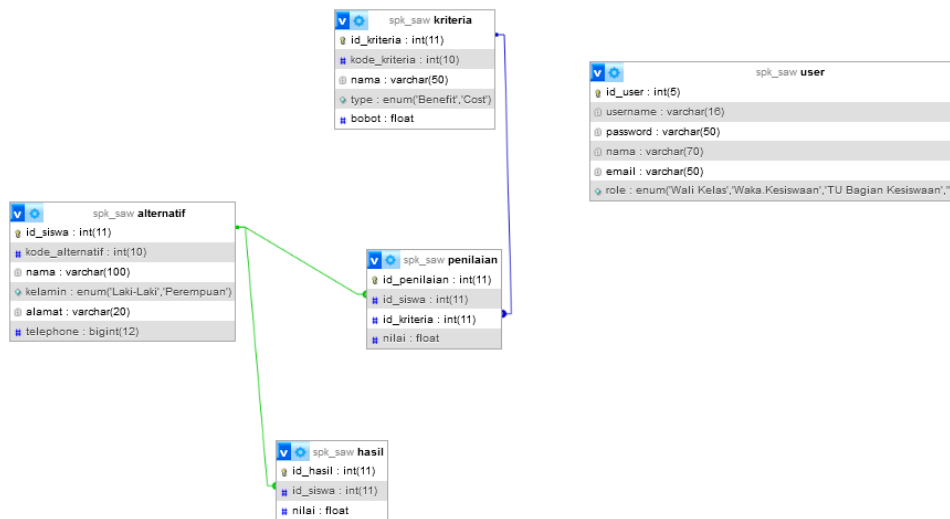 spk_saw kriteria
id_kriteria : int(11)
kode_kriteria : int(10)
nama : varchar(50)
type : enum('Benefit','Cost')
bobot : float
spk_saw user
id_user : int(5)
username : varchar(16)
password : varchar(50)
nama : varchar(70)
email : varchar(50)
role : enum('Wali Kelas','Waka.Kesiswaan','TU Bagian Kesiswaan','
spk_saw alternatif
id_siswa : int(11)
kode_alternatif : int(10)
nama : varchar(100)
kelamin : enum('Laki-Laki','Perempuan')
alamat : varchar(20)
telephone : bigint(12)
spk_saw penilaian
id_penilaian : int(11)
id_siswa : int(11)
id_kriteria : int(11)
nilai : float
spk_saw hasil
id_hasil : int(11)
id_siswa : int(11)
nilai : float